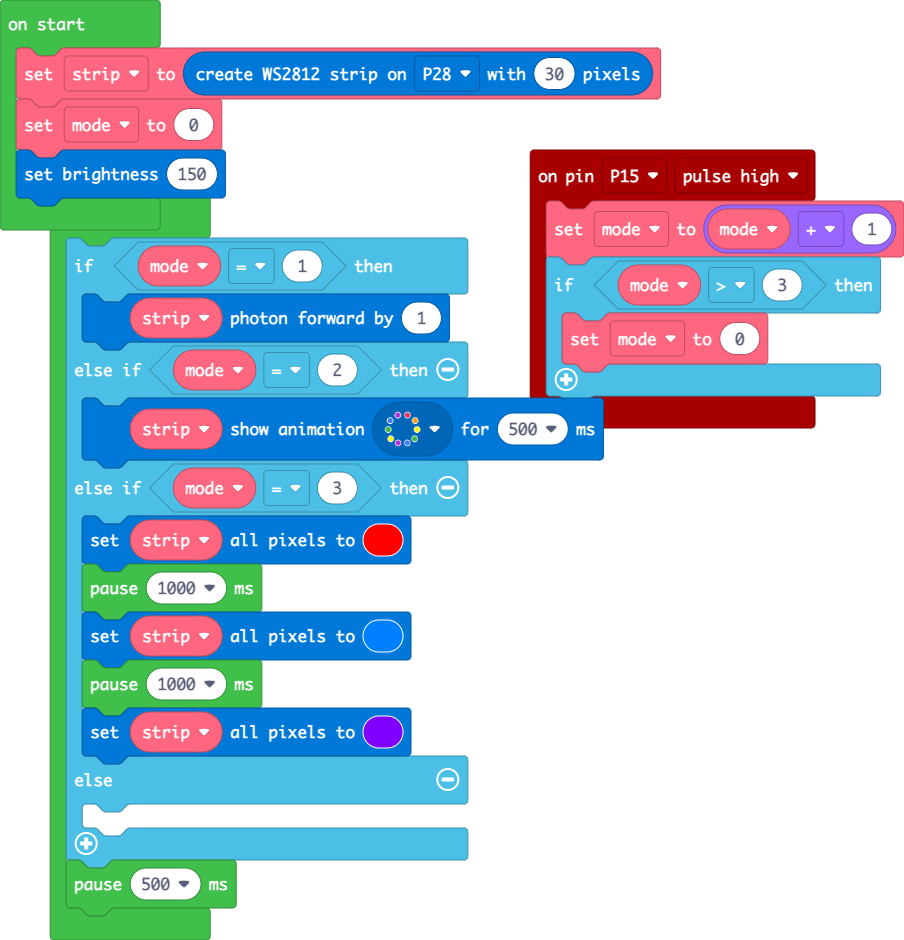 on start
set strip to create WS2812 strip on P28 with 30 pixels
set mode to 0
set brightness 150
if mode = 1 then
strip photon forward by 1
else if mode = 2 then
strip show animation for 500 ms
else if mode = 3 then
set strip all pixels to
pause 1000 ms
set strip all pixels to
pause 1000 ms
set strip all pixels to
else
pause 500 ms
on pin P15 pulse high
set mode to mode + 1
if mode > 3 then
set mode to 0